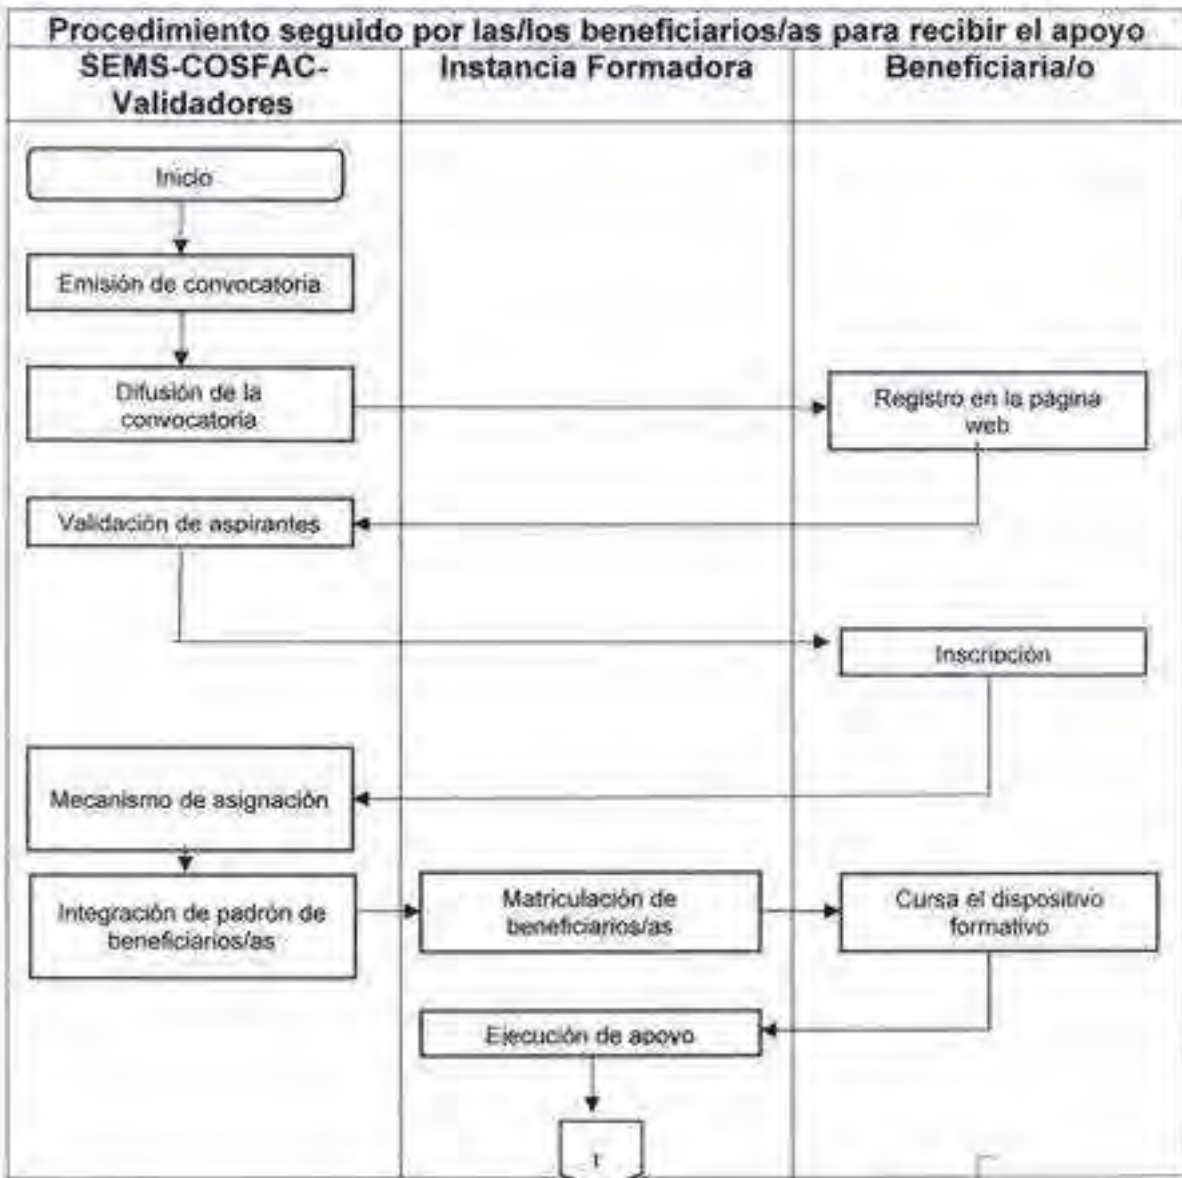 Procedimiento seguido por las/los beneficiarios/as para recibir el apoyo
SEMS-COSFAC-
Validadores
Instancia Formadora
Beneficiaria/o
Inicio
Emisión de convocatoria
Difusión de la
convocatoria
Registro en la página
web
Validación de aspirantes
Inscripción
Mecanismo de asignación
Integración de padrón de
beneficiarios/as
Matriculación de
beneficiarios/as
Cursa el dispositivo
formativo
Ejecución de apoyo